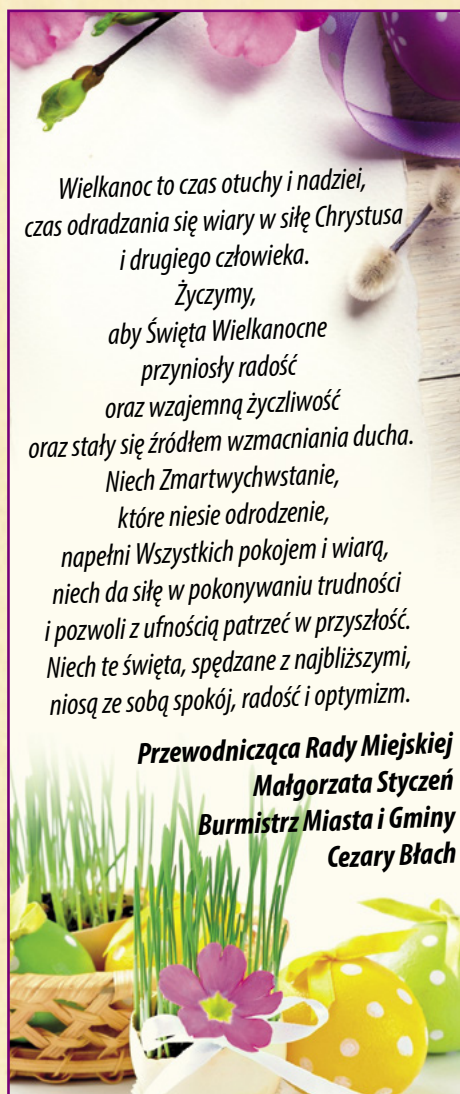 Wielkanoc to czas otuchy i nadziei,
czas odradzania się wiary w siłę Chrystusa
i drugiego człowieka.
Życzymy,
aby Święta Wielkanocne
przyniosły radość
oraz wzajemną życzliwość
oraz stały się źródłem wzmacniania ducha.
Niech Zmartwychwstanie,
które niesie odrodzenie,
napełni Wszystkich pokojem i wiarą,
niech da siłę w pokonywaniu trudności
i pozwoli z ufnością patrzeć w przyszłość.
Niech te święta, spędzane z najbliższymi,
niosą ze sobą spokój, radość i optymizm.
Przewodnicząca Rady Miejskiej
Małgorzata Styczeń
Burmistrz Miasta i Gminy
Cezary Błach